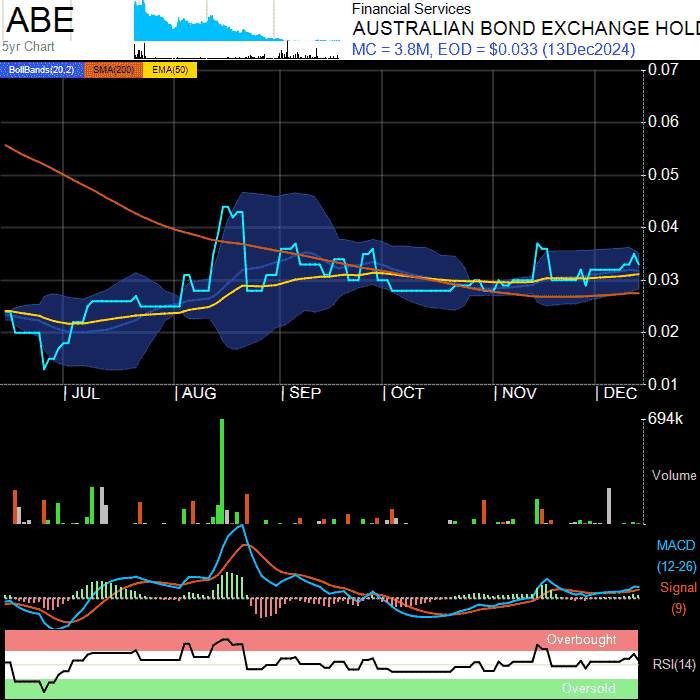 ABE
5yr Chart
Financial Services
AUSTRALIAN BOND EXCHANGE HOLD
MC = 3.8M, EOD = $0.033 (13Dec2024)
BollBands(20,2) SMA(200) EMA(50)
0.07
0.06
0.05
0.04
0.03
0.02
0.01
JUL AUG SEP OCT NOV DEC
694k
Volume
MACD
(12-26)
Signal
(9)
Overbought
RSI(14)
Oversold